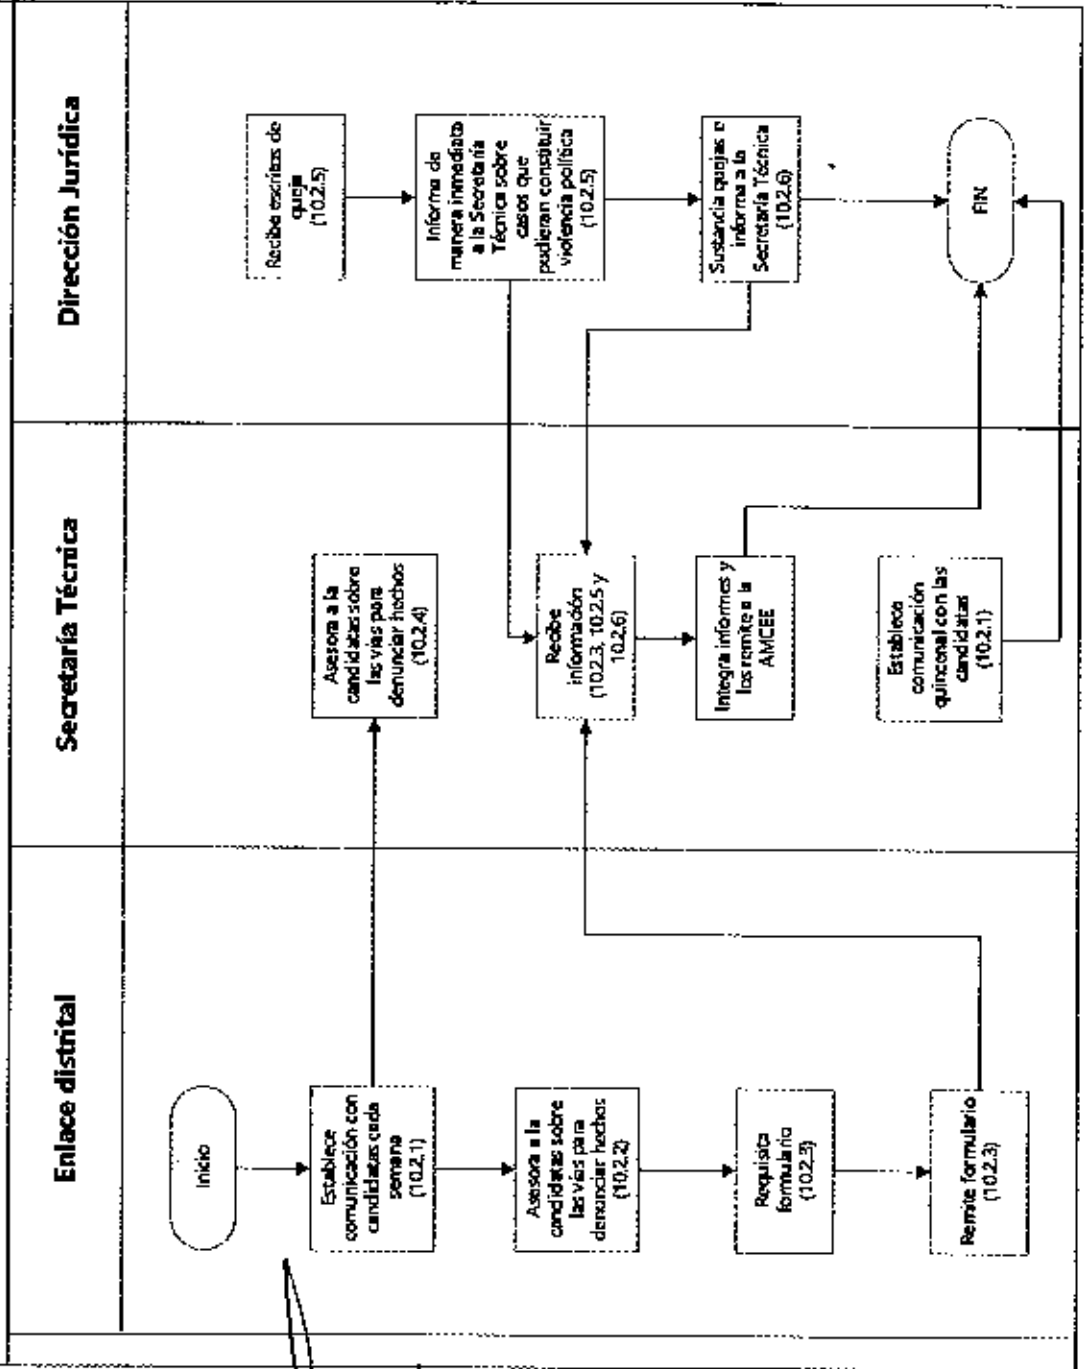 Enlace distrital
Inicio
Establece
comunicación con
candidatas cada
semana
(10.2.1)
Asesora a la
candidatas sobre
las vías para
denunciar hechos
(10.2.2)
Requisita
formulario
(10.2.3)
Remite formulario
(10.2.3)
Secretaría Técnica
Asesora a la
candidatas sobre
las vías para
denunciar hechos
(10.2.4)
Recibe
información
(10.2.3, 10.2.5 y
10.2.6)
Integra informes y
los remite a la
AMCEE
Establece
comunicación
quincenal con las
candidatas
(10.2.1)
Dirección Jurídica
Recibe escritos de
queja
(10.2.5)
Informa de
manera inmediata
a la Secretaría
Técnica sobre
casos que
pudieran constituir
violencia política
(10.2.5)
Sustancia quejas e
informa a la
Secretaría Técnica
(10.2.6)
FIN